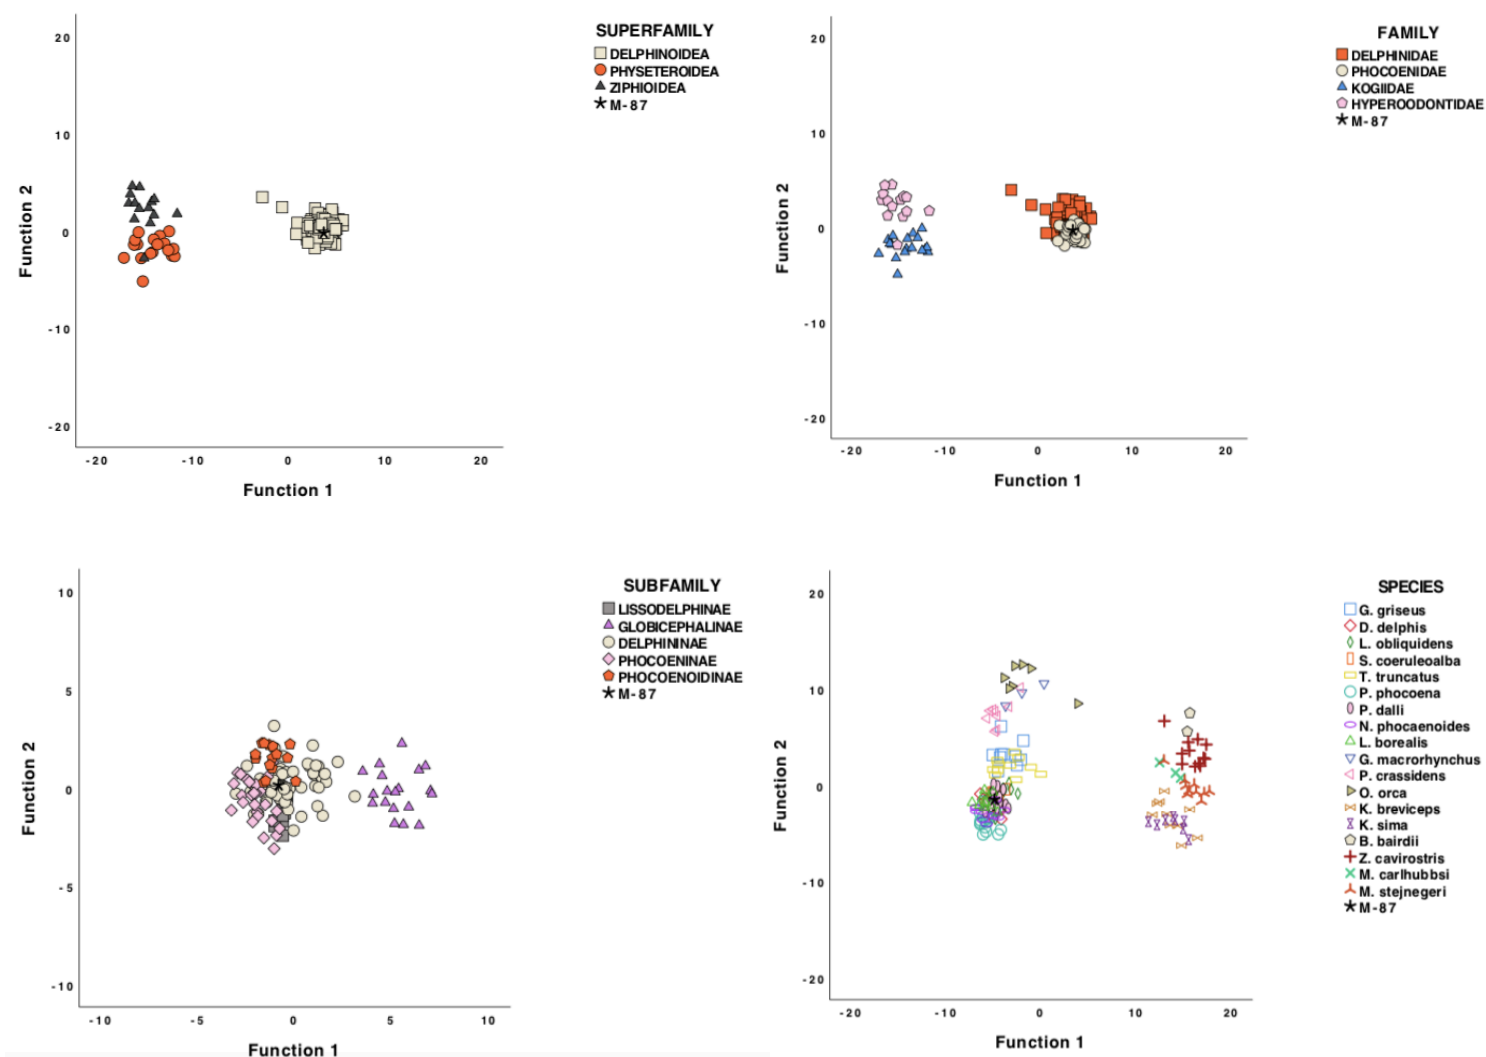 SUPERFAMILY
DELPHINOIDEA
PHYSETEROIDEA
ZIPHIOIDEA
M-87
20
10
0
-10
-20
Function 2
-20 -10 0 10 20
Function 1
FAMILY
DELPHINIDAE
PHOCOENIDAE
KOGIIDAE
HYPEROODONTIDAE
M-87
20
10
0
-10
-20
Function 2
-20 -10 0 10 20
Function 1
SUBFAMILY
LISSODELPHINAE
GLOBICEPHALINAE
DELPHININAE
PHOCOENINAE
PHOCOENOIDINAE
M-87
10
5
0
-5
-10
Function 2
-10 -5 0 5 10
Function 1
SPECIES
G. griseus
D. delphis
L. obliquidens
S. coeruleoalba
T. truncatus
P. phocoena
P. dalli
N. phocaenoides
L. borealis
G. macrorhynchus
P. crassidens
O. orca
K. breviceps
K. sima
B. bairdii
Z. cavirostris
M. carlhubbsi
M. stejnegeri
M-87
20
10
0
-10
-20
Function 2
-20 -10 0 10 20
Function 1